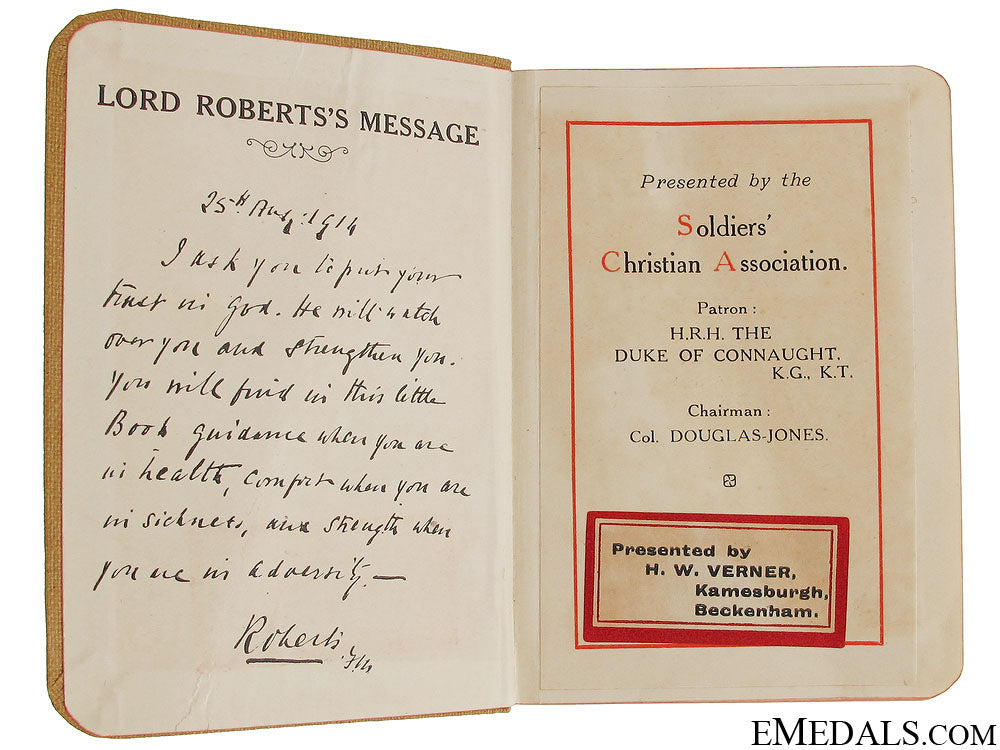 LORD ROBERTS'S MESSAGE
25th Aug: 1914
I ask you to put your
trust in God. He will watch
over you and strengthen you.
You will find in this little
Book guidance when you are
in health, comfort when you are
in sickness, and strength when
you are in adversity.—
Roberts
F.M.
Presented by the
Soldiers'
Christian Association.
Patron :
H.R.H. THE
DUKE OF CONNAUGHT,
K.G., K.T.
Chairman :
Col. DOUGLAS-JONES.
Presented by
H. W. VERNER,
Kamesburgh,
Beckenham.
EMEDALS.COM